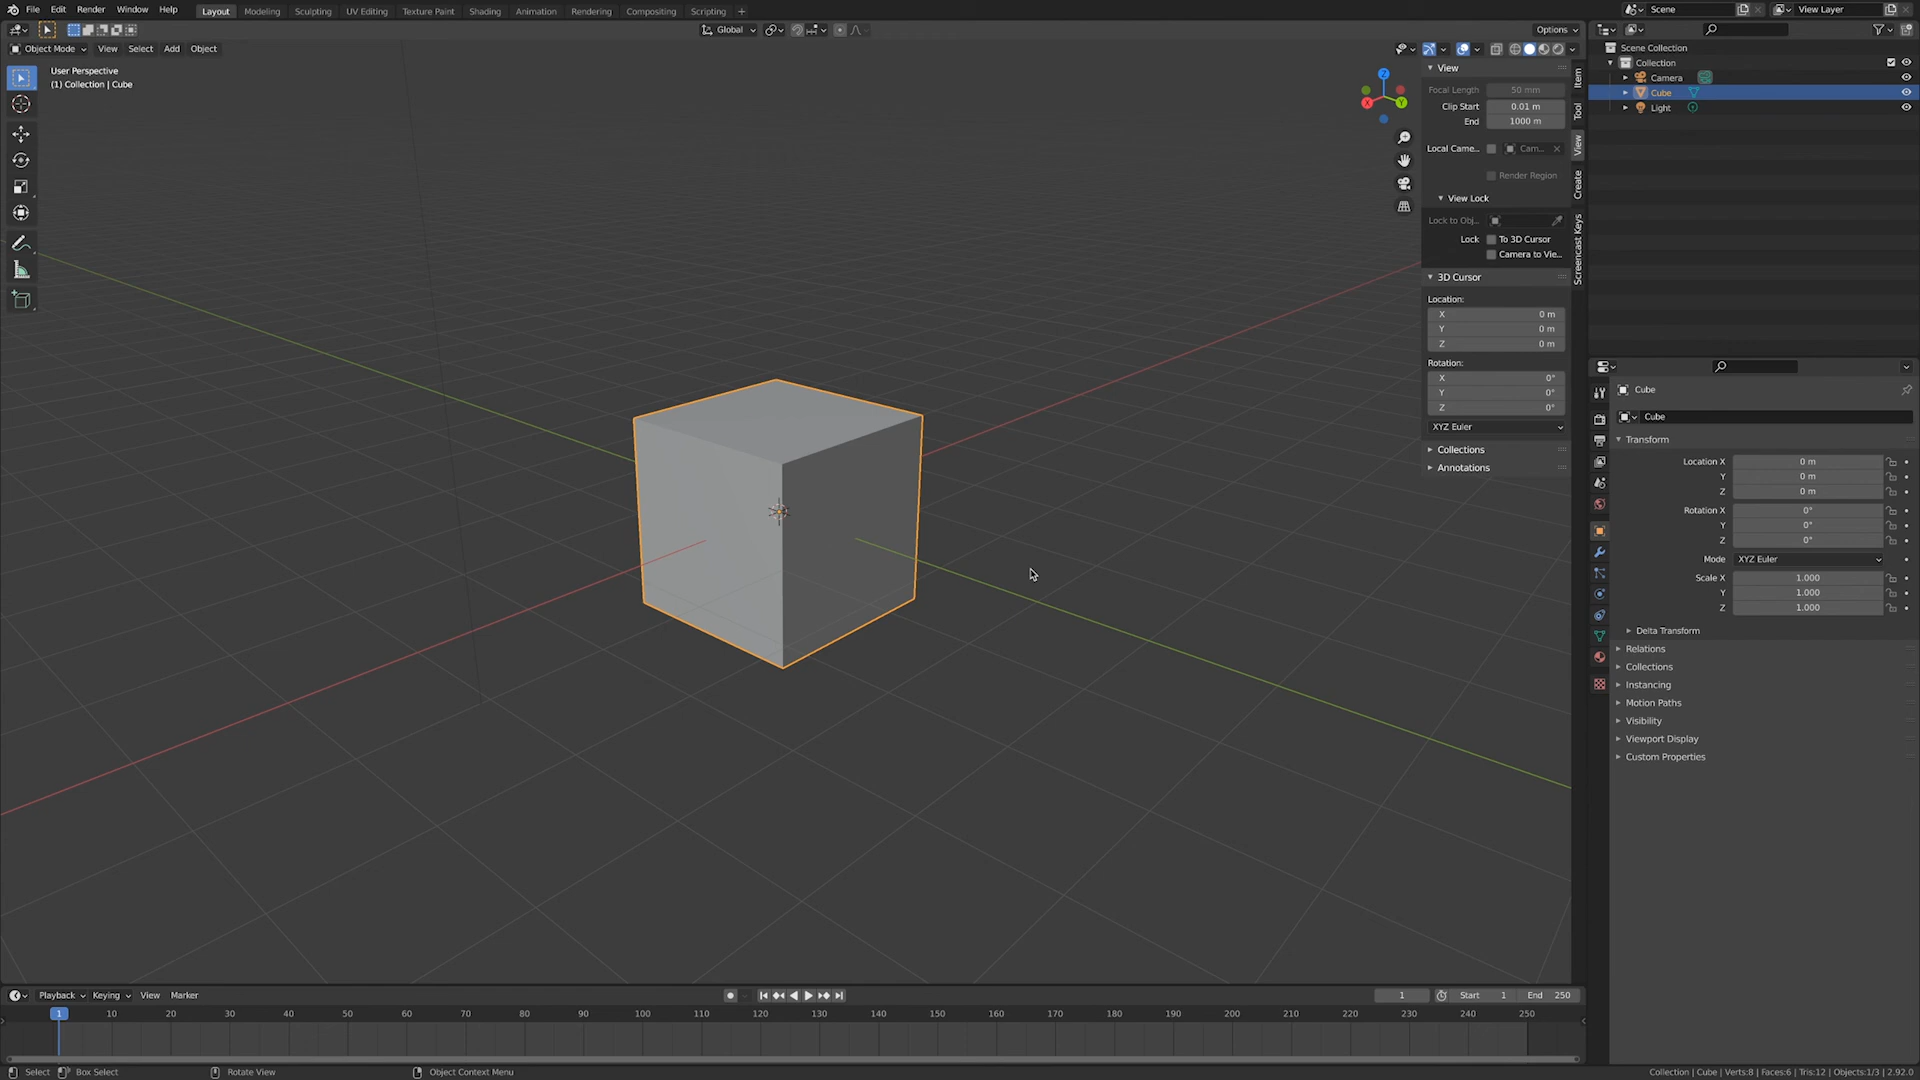 File Edit Render Window Help Layout Modeling Sculpting UV Editing Texture Paint Shading Animation Rendering Compositing Scripting + Scene View Layer
Global Options
Object Mode View Select Add Object
User Perspective
(1) Collection | Cube
Z
X Y
View
Focal Length 50 mm
Clip Start 0.01 m
End 1000 m
Local Came... Cam...
Render Region
View Lock
Lock to Obj...
Lock To 3D Cursor
Camera to Vie...
3D Cursor
Location:
X 0 m
Y 0 m
Z 0 m
Rotation:
X 0°
Y 0°
Z 0°
XYZ Euler
Collections
Annotations
Item
Tool
View
Create
Screencast Keys
Scene Collection
Collection
Camera
Cube
Light
Cube
Cube
Transform
Location X 0 m
Y 0 m
Z 0 m
Rotation X 0°
Y 0°
Z 0°
Mode XYZ Euler
Scale X 1.000
Y 1.000
Z 1.000
Delta Transform
Relations
Collections
Instancing
Motion Paths
Visibility
Viewport Display
Custom Properties
Playback Keying View Marker 1 Start 1 End 250
1 10 20 30 40 50 60 70 80 90 100 110 120 130 140 150 160 170 180 190 200 210 220 230 240 250
Select Box Select Rotate View Object Context Menu Collection | Cube | Verts:8 | Faces:6 | Tris:12 | Objects:1/3 | 2.92.0